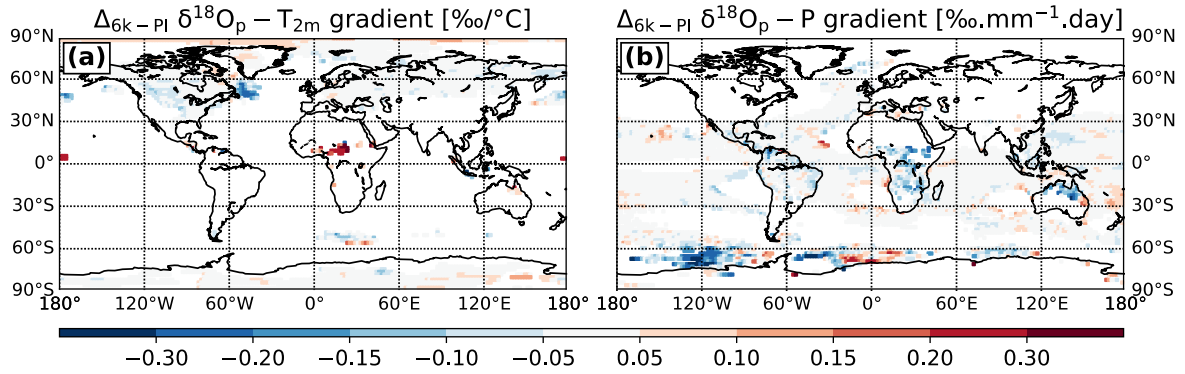 Δ₆ₖ₋PI δ¹⁸Oₚ − T₂ₘ gradient [‰/°C]
Δ₆ₖ₋PI δ¹⁸Oₚ − P gradient [‰.mm⁻¹.day]
(a)
(b)
90°N 90°N
60°N 60°N
30°N 30°N
0° 0°
30°S 30°S
60°S 60°S
90°S 90°S
180° 120°W 60°W 0° 60°E 120°E 180°
180° 120°W 60°W 0° 60°E 120°E 180°
−0.30 −0.20 −0.15 −0.10 −0.05 0.05 0.10 0.15 0.20 0.30